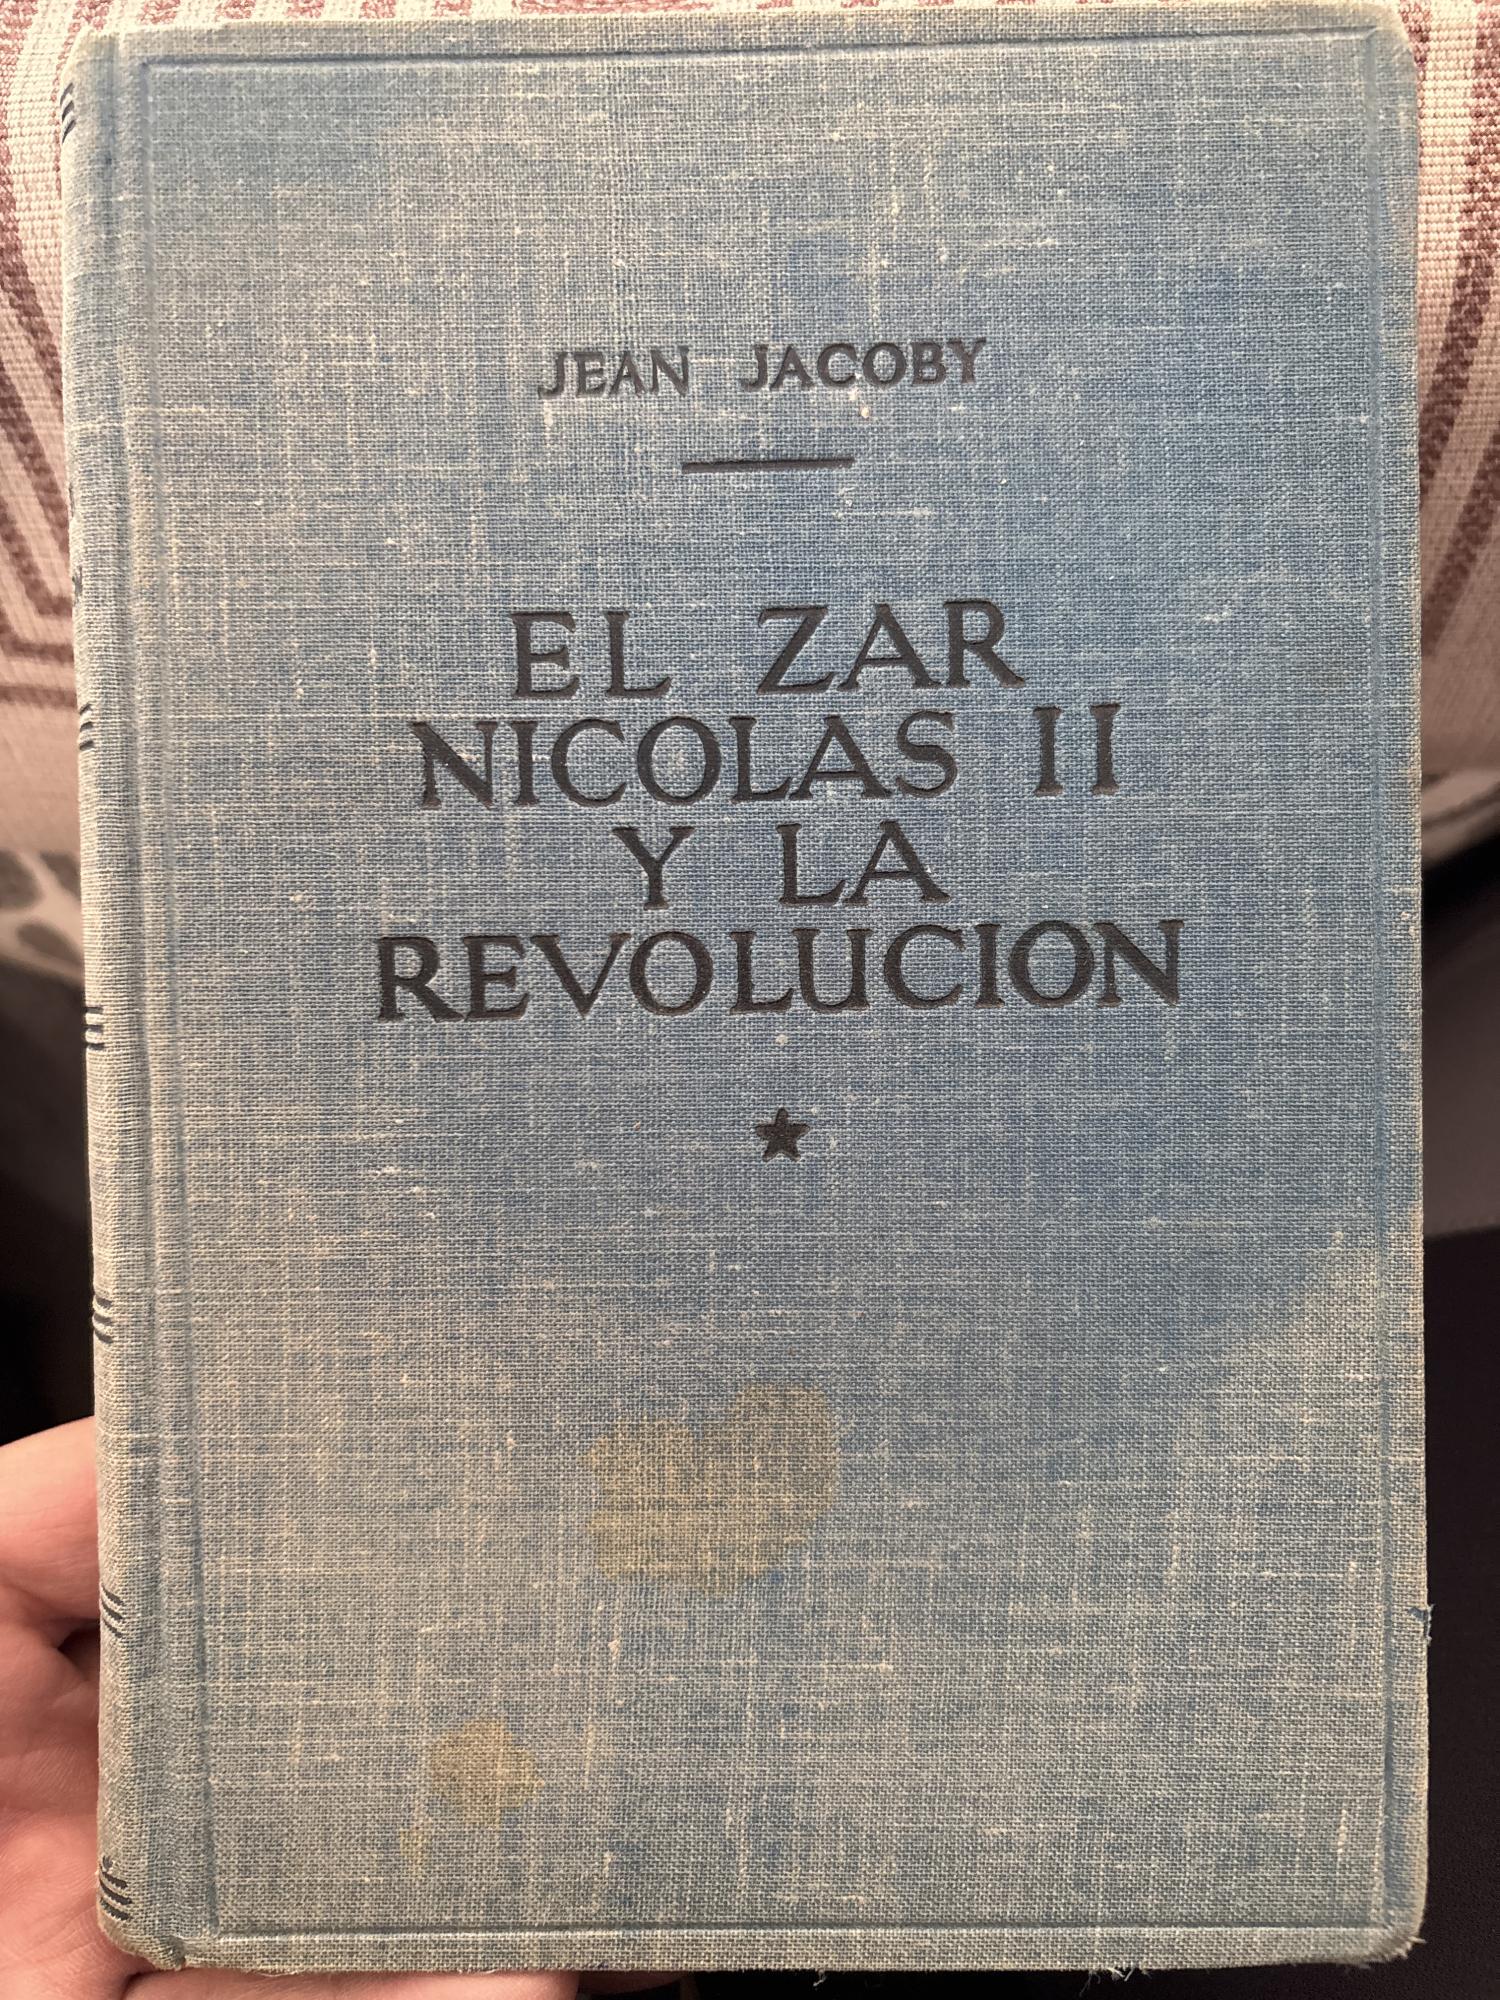 JEAN JACOBY
EL ZAR
NICOLAS II
Y LA
REVOLUCION